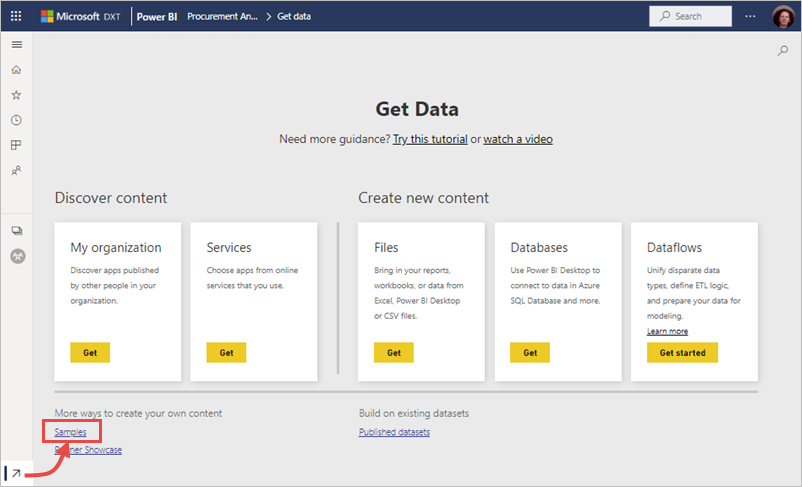 Microsoft DXT Power BI Procurement An... > Get data Search ...
Get Data
Need more guidance? Try this tutorial or watch a video
Discover content
Create new content
My organization
Discover apps published
by other people in your
organization.
Get
Services
Choose apps from online
services that you use.
Get
Files
Bring in your reports,
workbooks, or data from
Excel, Power BI Desktop
or CSV files.
Get
Databases
Use Power BI Desktop to
connect to data in Azure
SQL Database and more.
Get
Dataflows
Unify disparate data
types, define ETL logic,
and prepare your data for
modeling.
Learn more
Get started
More ways to create your own content
Samples
Showcase
Build on existing datasets
Published datasets